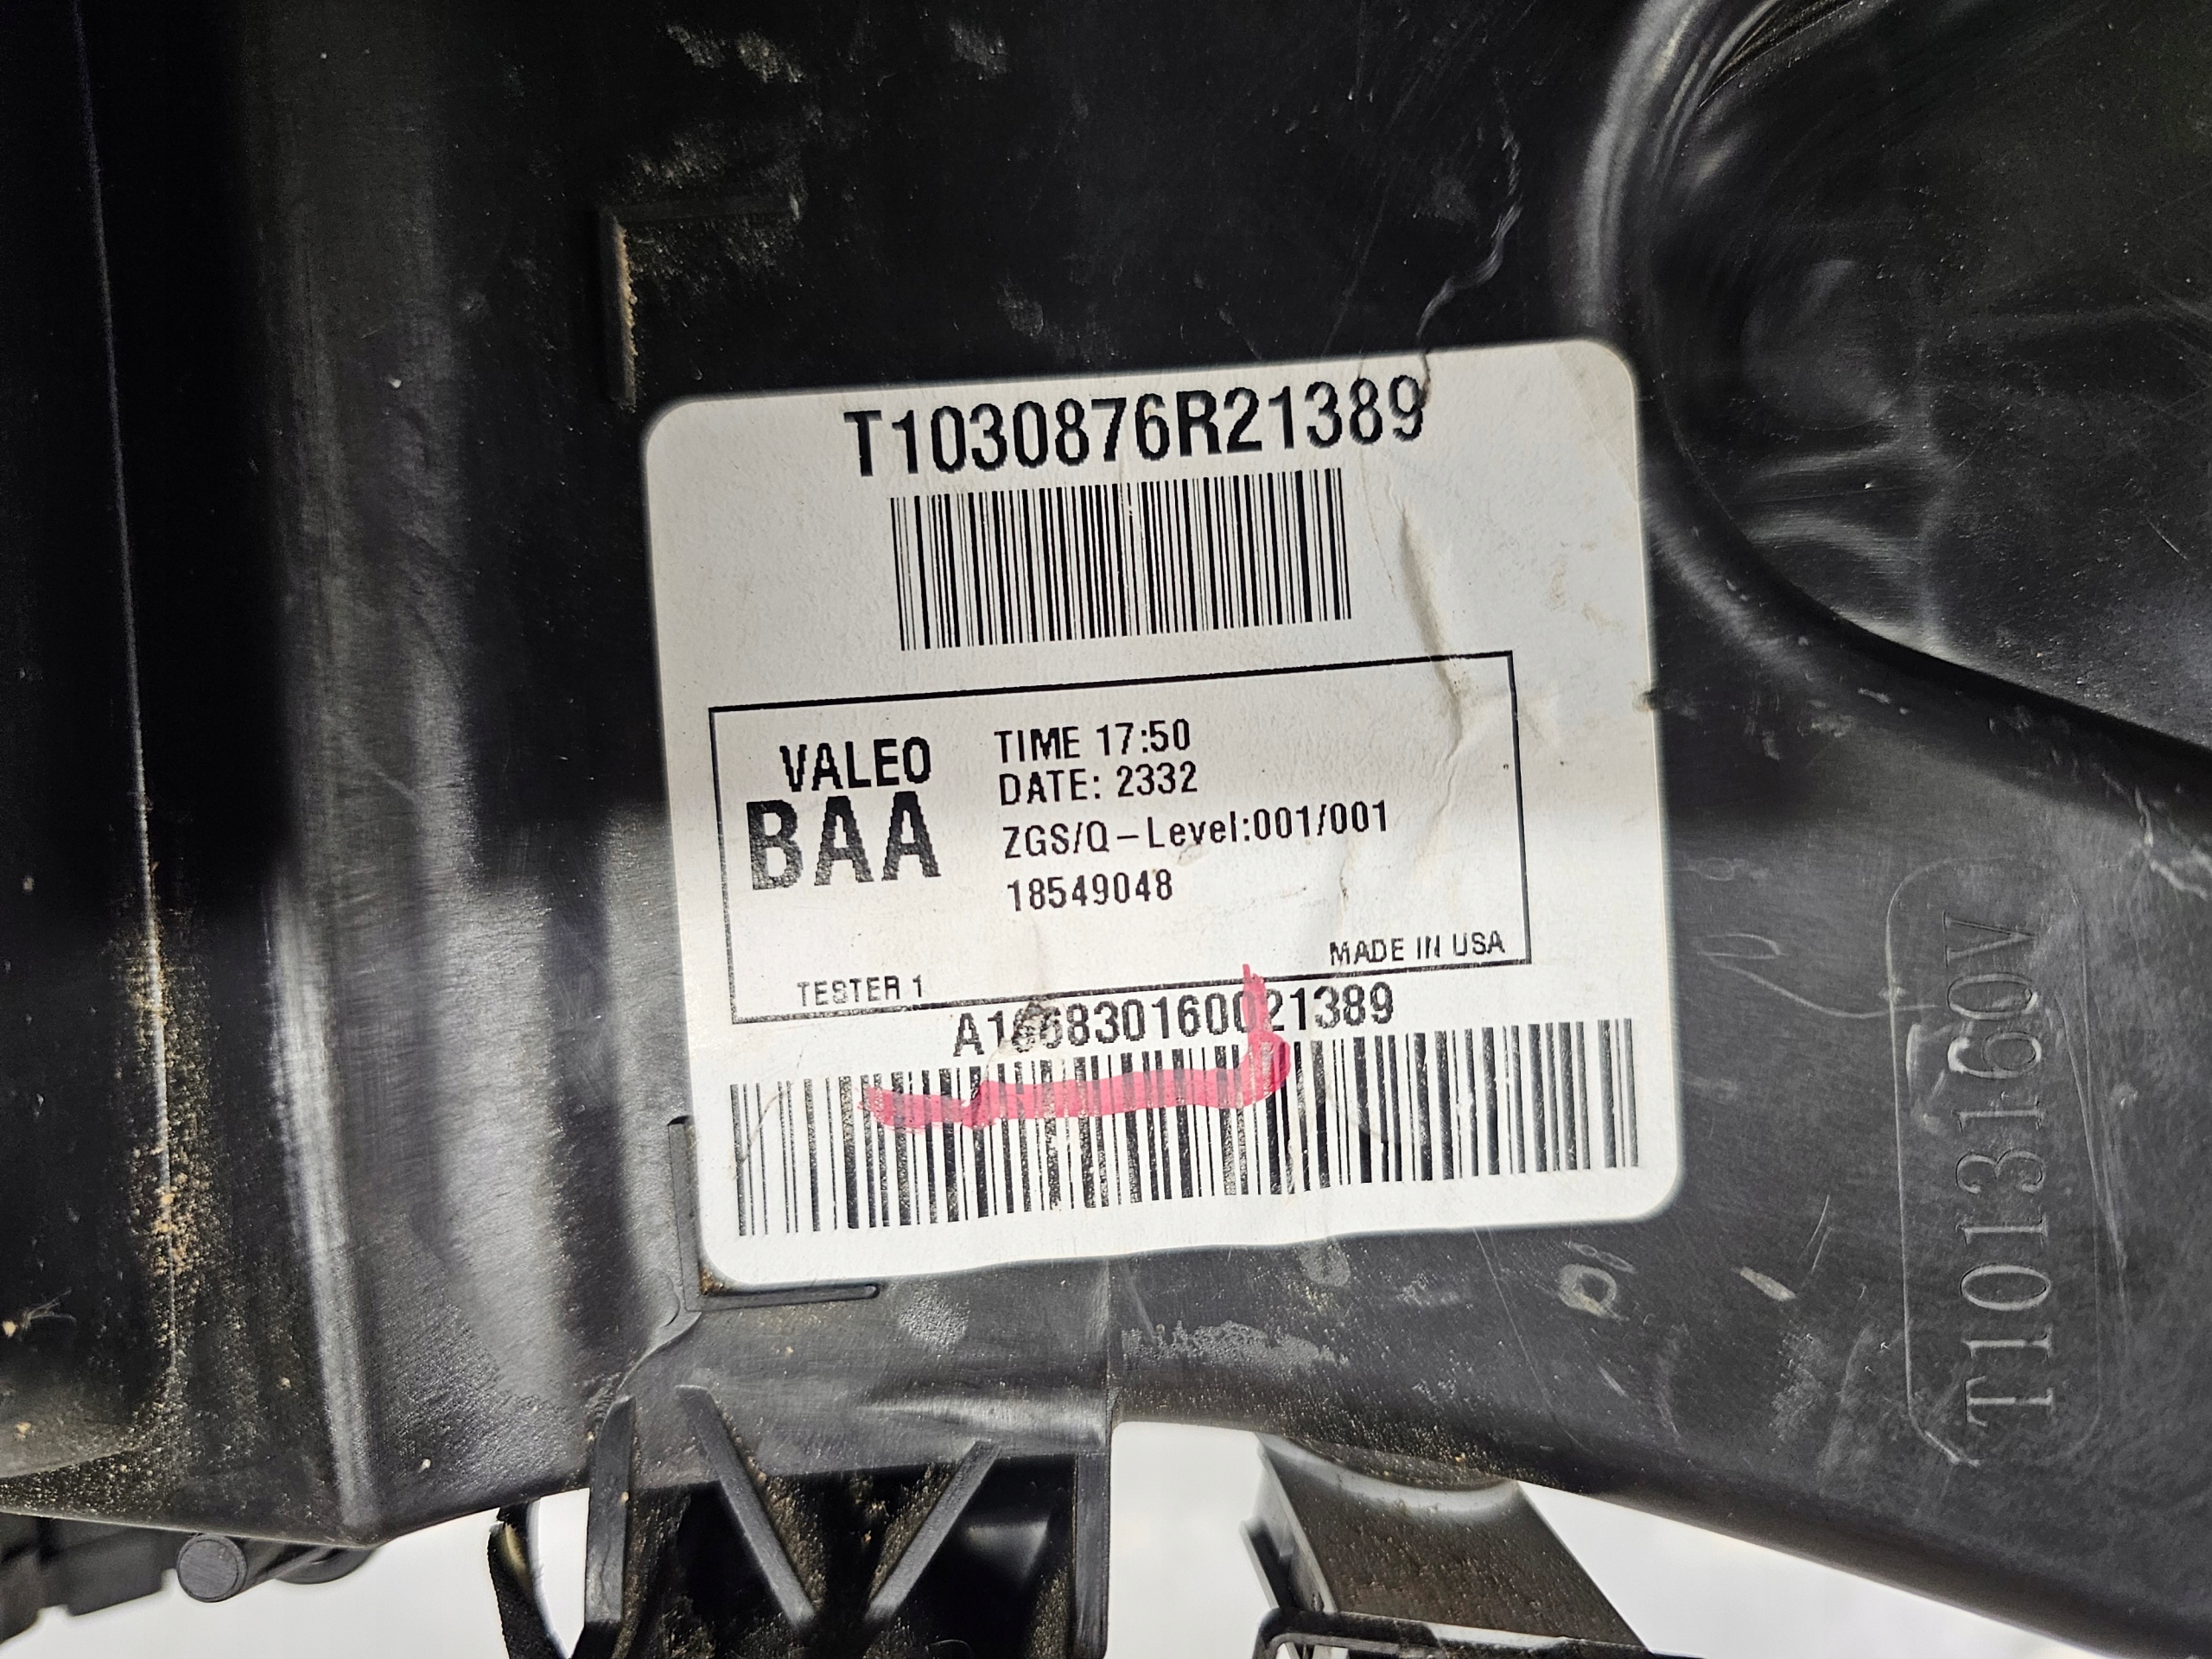 T1030876R21389
VALEO
BAA
TIME 17:50
DATE: 2332
ZGS/Q-Level:001/001
18549048
MADE IN USA
TESTER 1
A166830160021389
T1013160V